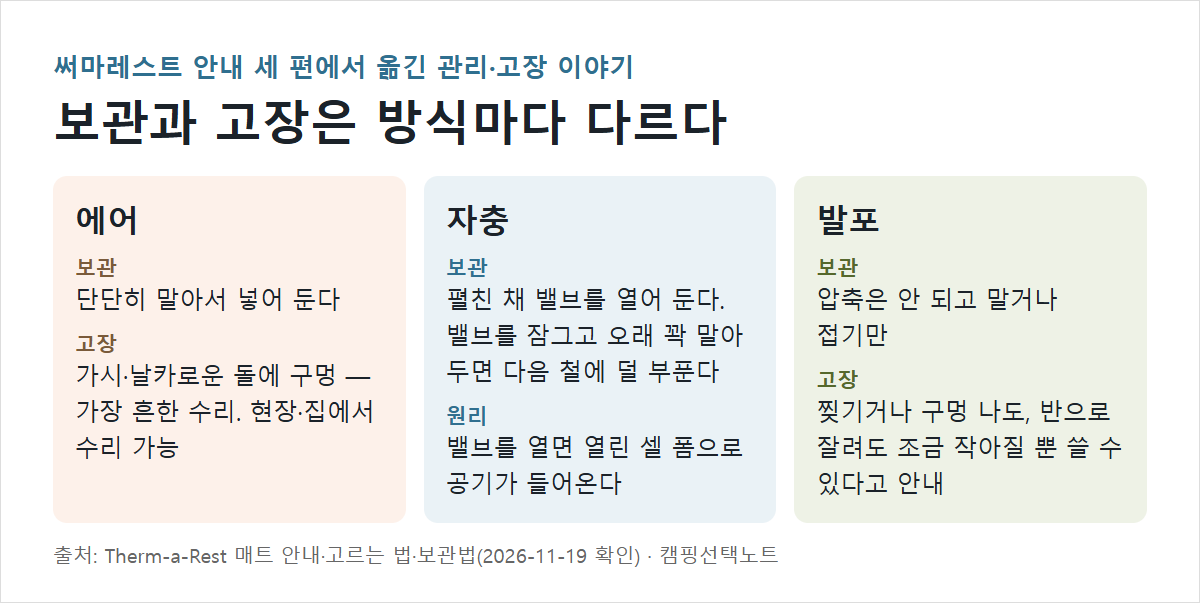 써마레스트 안내 세 편에서 옮긴 관리·고장 이야기
보관과 고장은 방식마다 다르다
에어
보관
단단히 말아서 넣어 둔다
고장
가시·날카로운 돌에 구멍 —
가장 흔한 수리. 현장·집에서
수리 가능
자충
보관
펼친 채 밸브를 열어 둔다.
밸브를 잠그고 오래 꽉 말아
두면 다음 철에 덜 부푼다
원리
밸브를 열면 열린 셀 폼으로
공기가 들어온다
발포
보관
압축은 안 되고 말거나
접기만
고장
찢기거나 구멍 나도, 반으로
잘려도 조금 작아질 뿐 쓸 수
있다고 안내
출처: Therm-a-Rest 매트 안내·고르는 법·보관법(2026-11-19 확인) · 캠핑선택노트